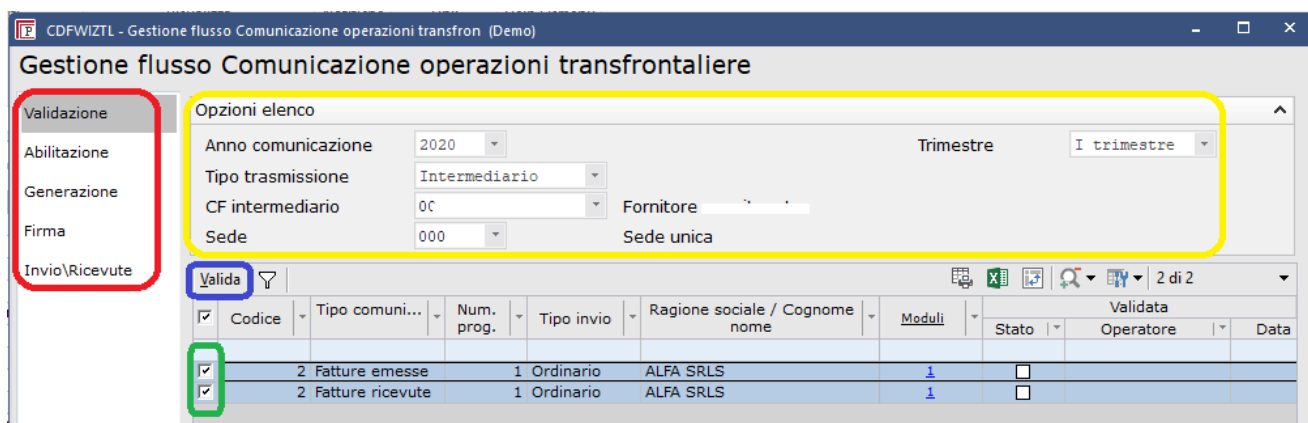 CDFWIZTL - Gestione flusso Comunicazione operazioni transfron (Demo)
Gestione flusso Comunicazione operazioni transfrontaliere
Validazione
Abilitazione
Generazione
Firma
Invio\Ricevute
Opzioni elenco
Anno comunicazione 2020 Trimestre I trimestre
Tipo trasmissione Intermediario
CF intermediario Fornitore
Sede 000 Sede unica
Valida 2 di 2
Codice Tipo comuni... Num. prog. Tipo invio Ragione sociale / Cognome nome Moduli Validata
Stato Operatore Data
2 Fatture emesse 1 Ordinario ALFA SRLS 1
2 Fatture ricevute 1 Ordinario ALFA SRLS 1